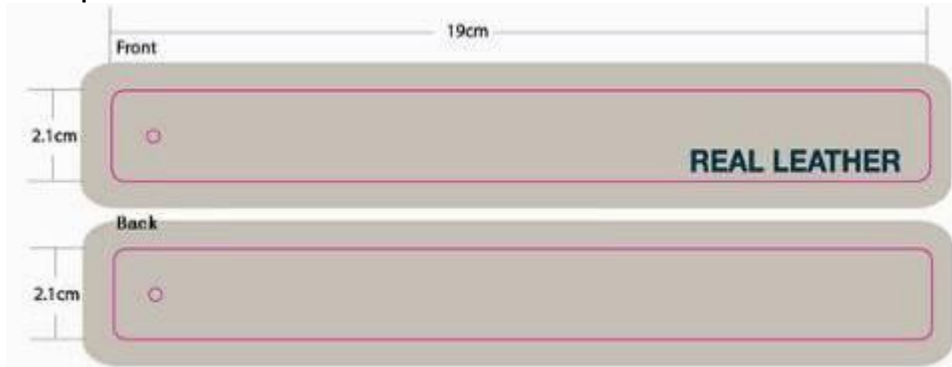 19cm
Front
2.1cm
REAL LEATHER
Back
2.1cm